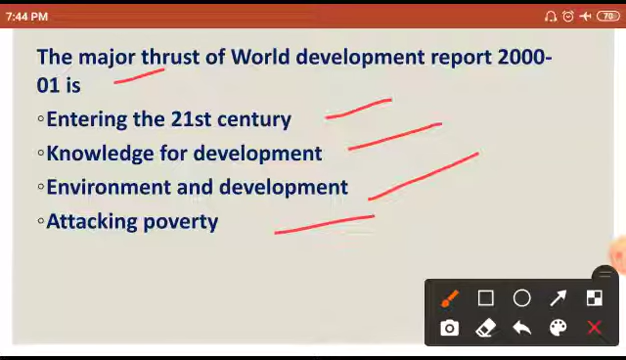 7:44 PM
70
The major thrust of World development report 2000-
01 is
◦Entering the 21st century
◦Knowledge for development
◦Environment and development
◦Attacking poverty